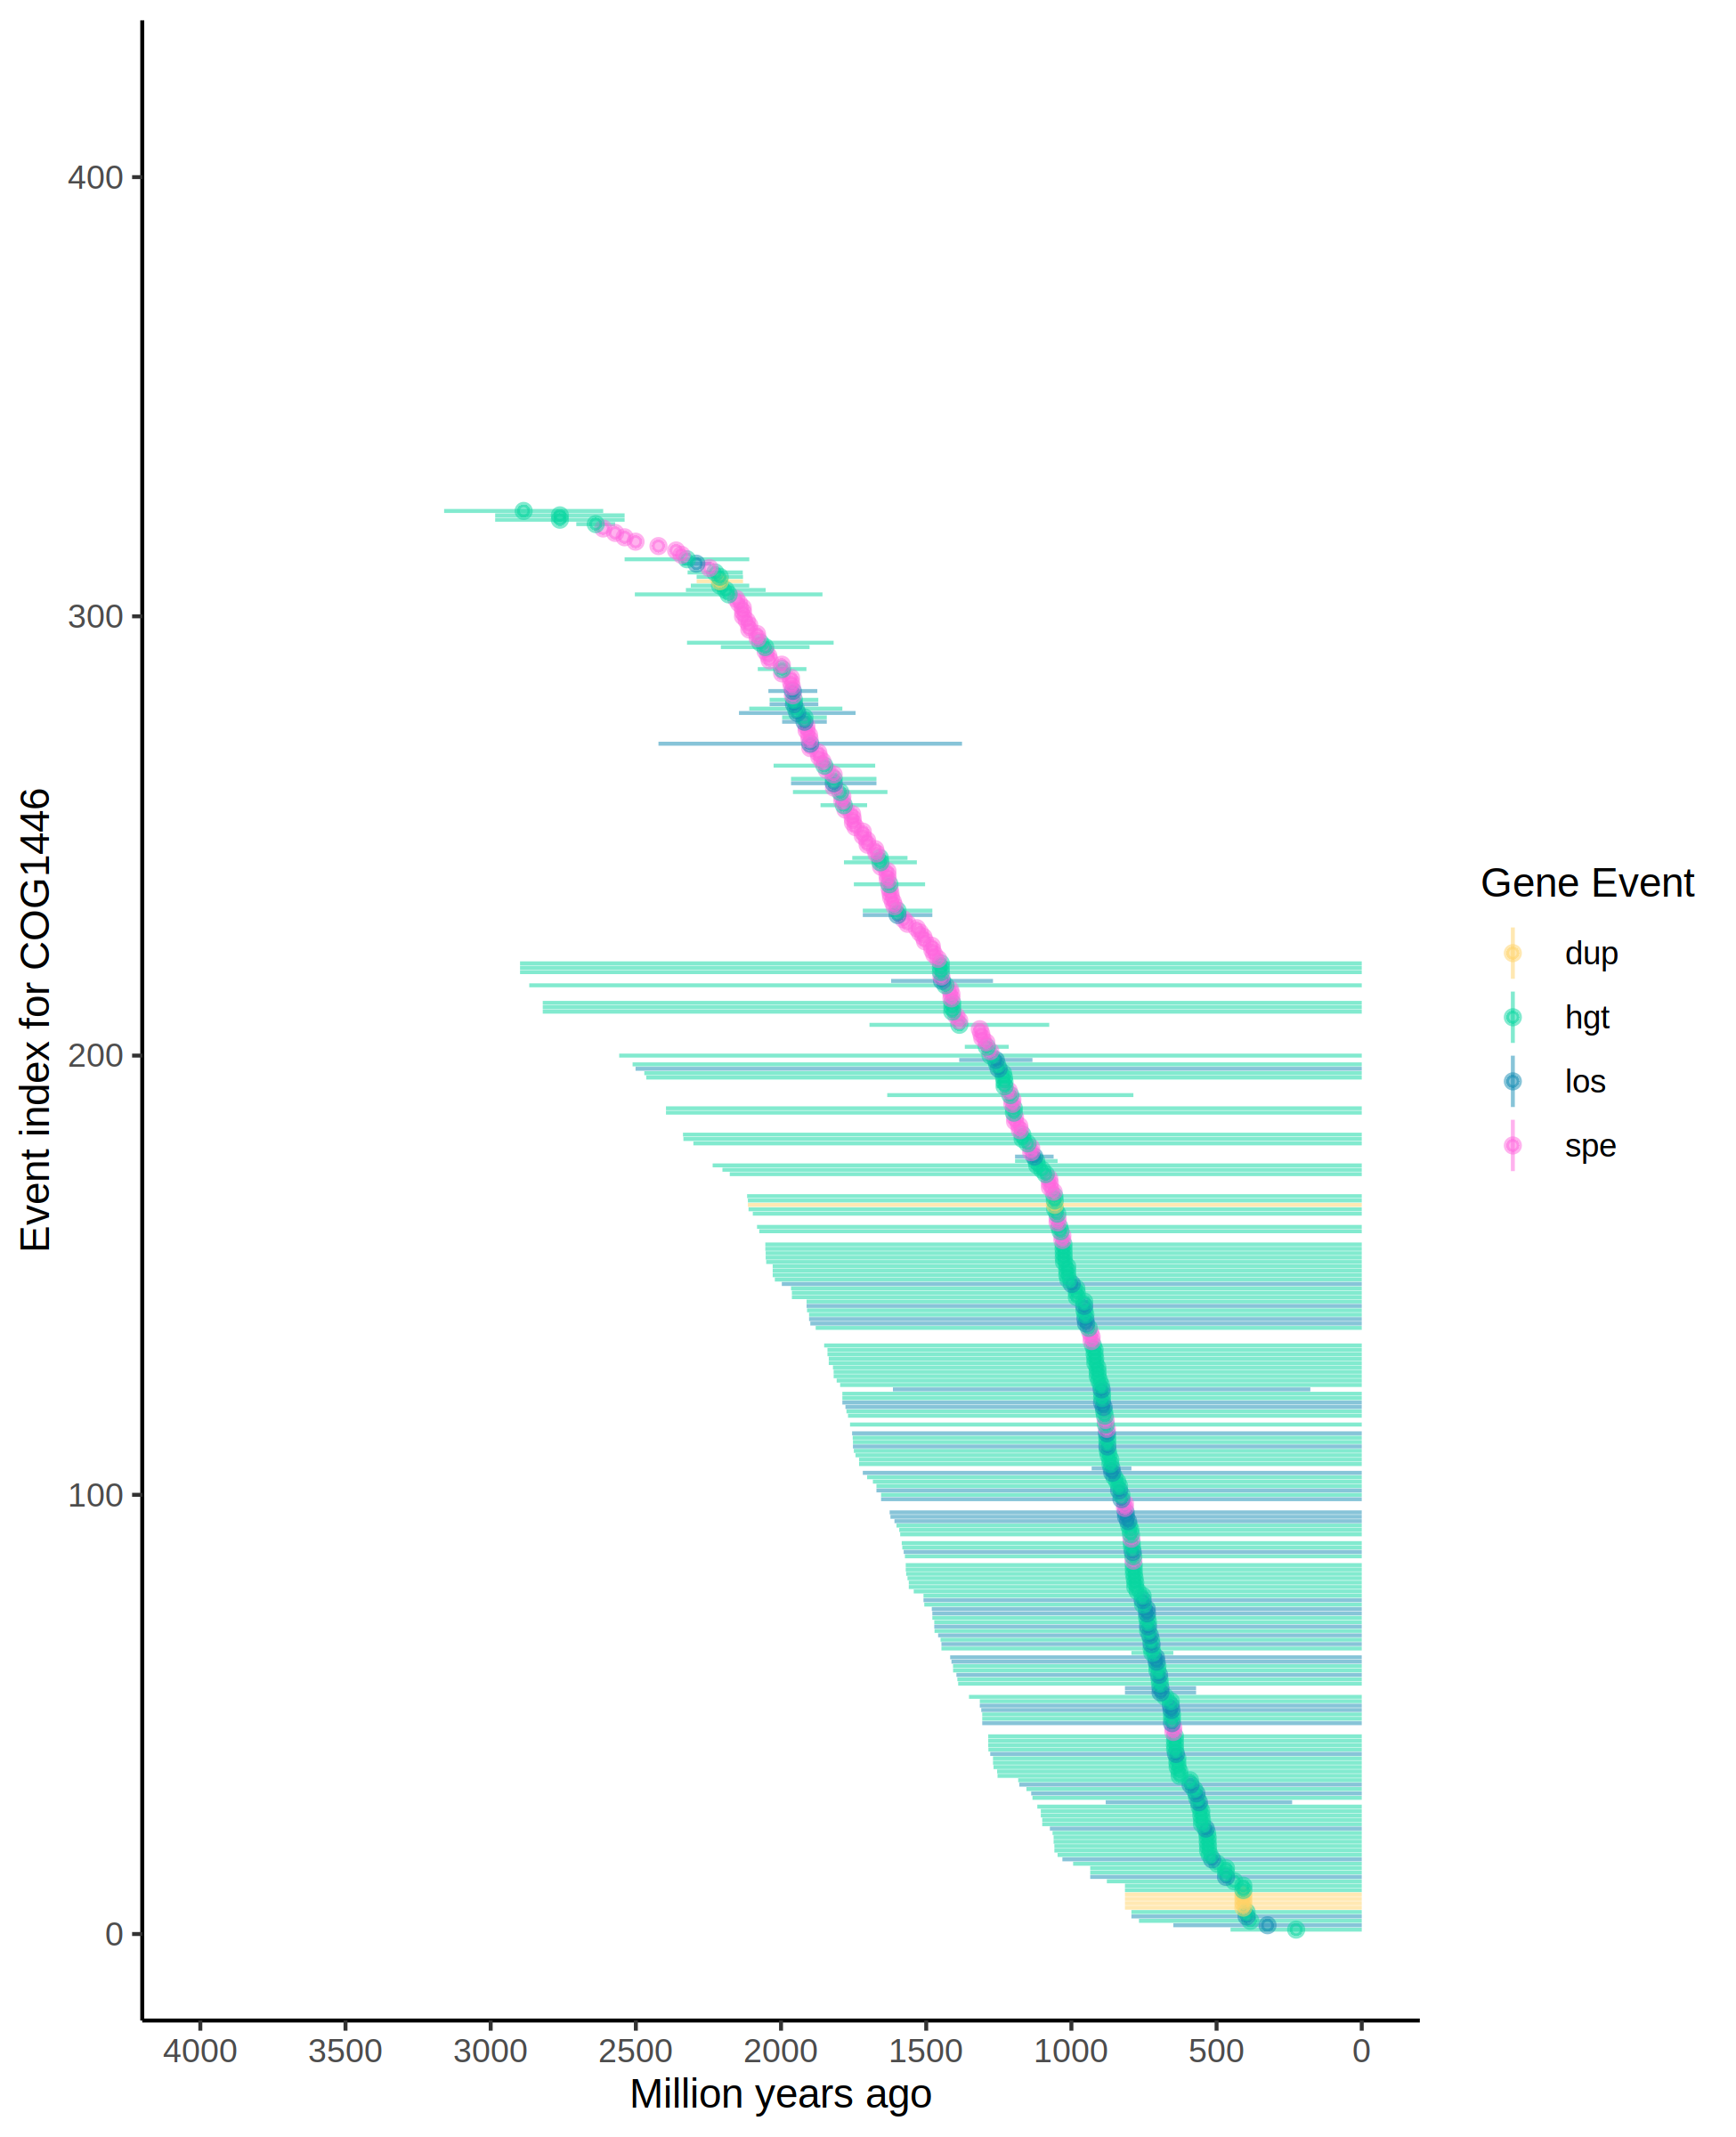 400
300
200
100
0
Event index for COG1446
4000 3500 3000 2500 2000 1500 1000 500 0
Million years ago
Gene Event
dup
hgt
los
spe